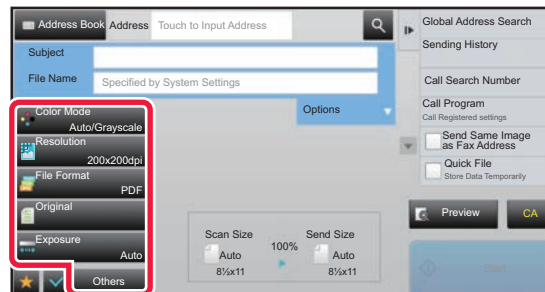 Address Book
Address
Touch to Input Address
Global Address Search
Sending History
Subject
File Name
Specified by System Settings
Call Search Number
Options
Call Program
Call Registered settings
Color Mode
Auto/Grayscale
Send Same Image
as Fax Address
Resolution
200x200dpi
Quick File
Store Data Temporarily
File Format
PDF
Original
Preview
CA
Exposure
Auto
Scan Size
100%
Send Size
Auto
Auto
8½x11
8½x11
Others
Start